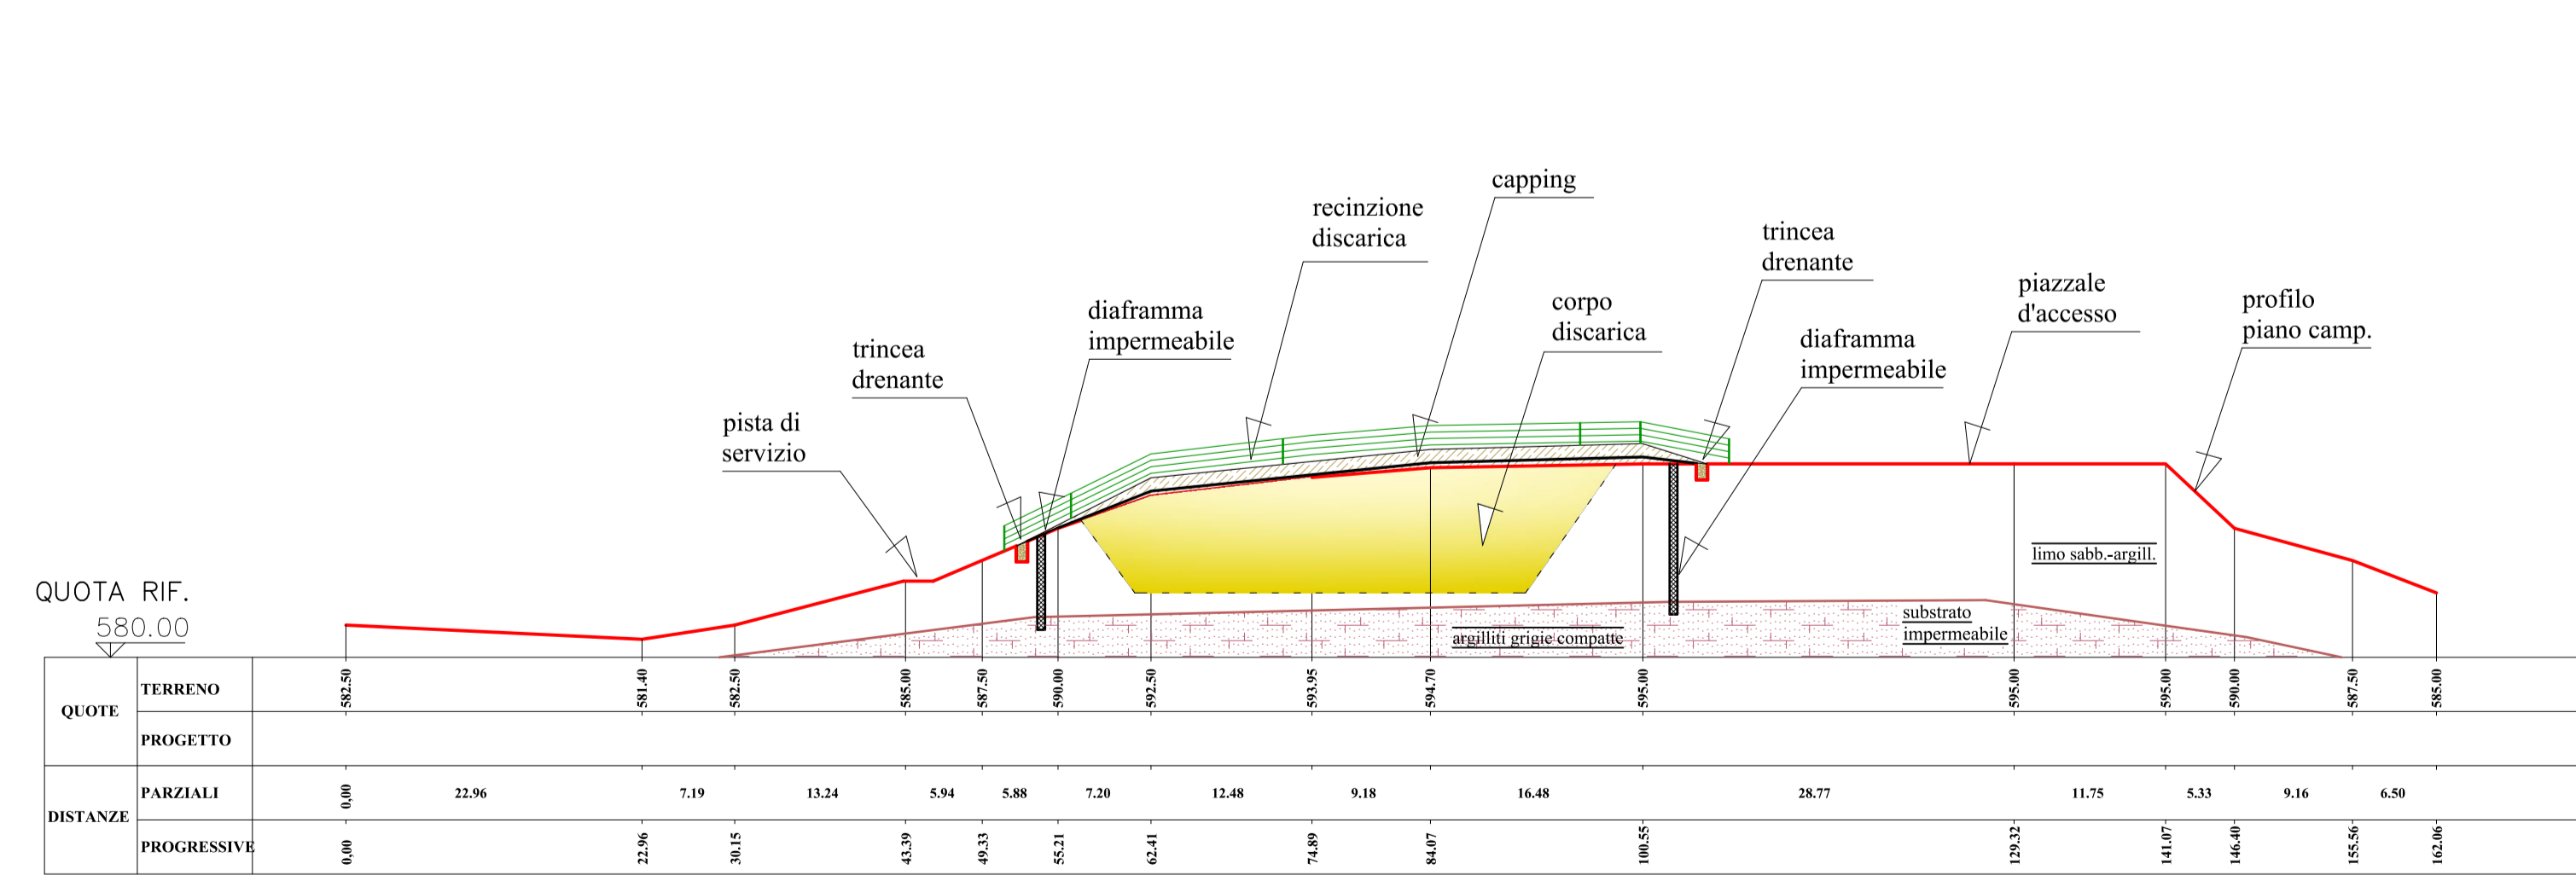 capping
recinzione
discarica
trincea
drenante
piazzale
d'accesso
profilo
piano camp.
corpo
discarica
diaframma
impermeabile
diaframma
impermeabile
trincea
drenante
pista di
servizio
limo sabb.-argill.
QUOTA RIF.
580.00
substrato
impermeabile
argilliti grigie compatte
QUOTE
TERRENO
582.50 581.40 582.50 585.00 587.50 590.00 592.50 593.95 594.70 595.00 595.00 595.00 590.00 587.50 585.00
PROGETTO
DISTANZE
PARZIALI
0,00 22.96 7.19 13.24 5.94 5.88 7.20 12.48 9.18 16.48 28.77 11.75 5.33 9.16 6.50
PROGRESSIVE
0,00 22.96 30.15 43.39 49.33 55.21 62.41 74.89 84.07 100.55 129.32 141.07 146.40 155.56 162.06